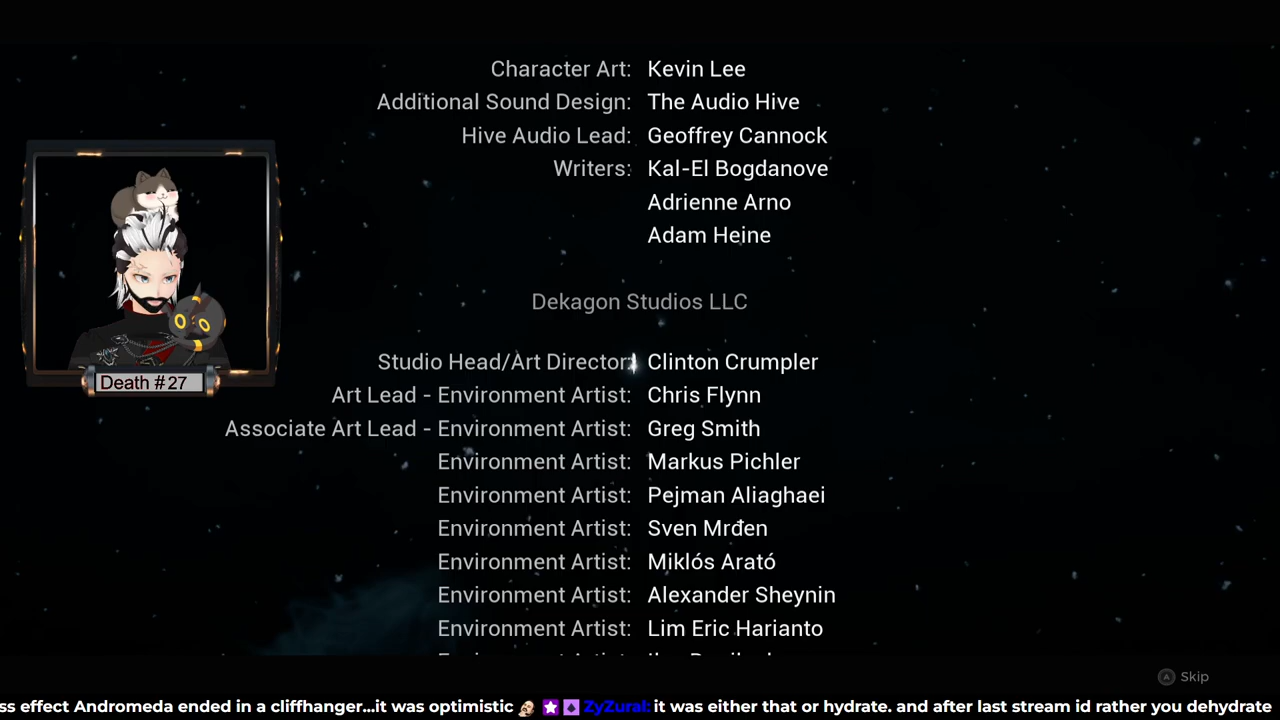 Character Art: Kevin Lee
Additional Sound Design: The Audio Hive
Hive Audio Lead: Geoffrey Cannock
Writers: Kal-El Bogdanove
Adrienne Arno
Adam Heine
Dekagon Studios LLC
Studio Head/Art Director: Clinton Crumpler
Art Lead - Environment Artist: Chris Flynn
Associate Art Lead - Environment Artist: Greg Smith
Environment Artist: Markus Pichler
Environment Artist: Pejman Aliaghaei
Environment Artist: Sven Mrđen
Environment Artist: Miklós Arató
Environment Artist: Alexander Sheynin
Environment Artist: Lim Eric Harianto
Death #27
A Skip
ss effect Andromeda ended in a cliffhanger...it was optimistic ZyZural: it was either that or hydrate. and after last stream id rather you dehydrate